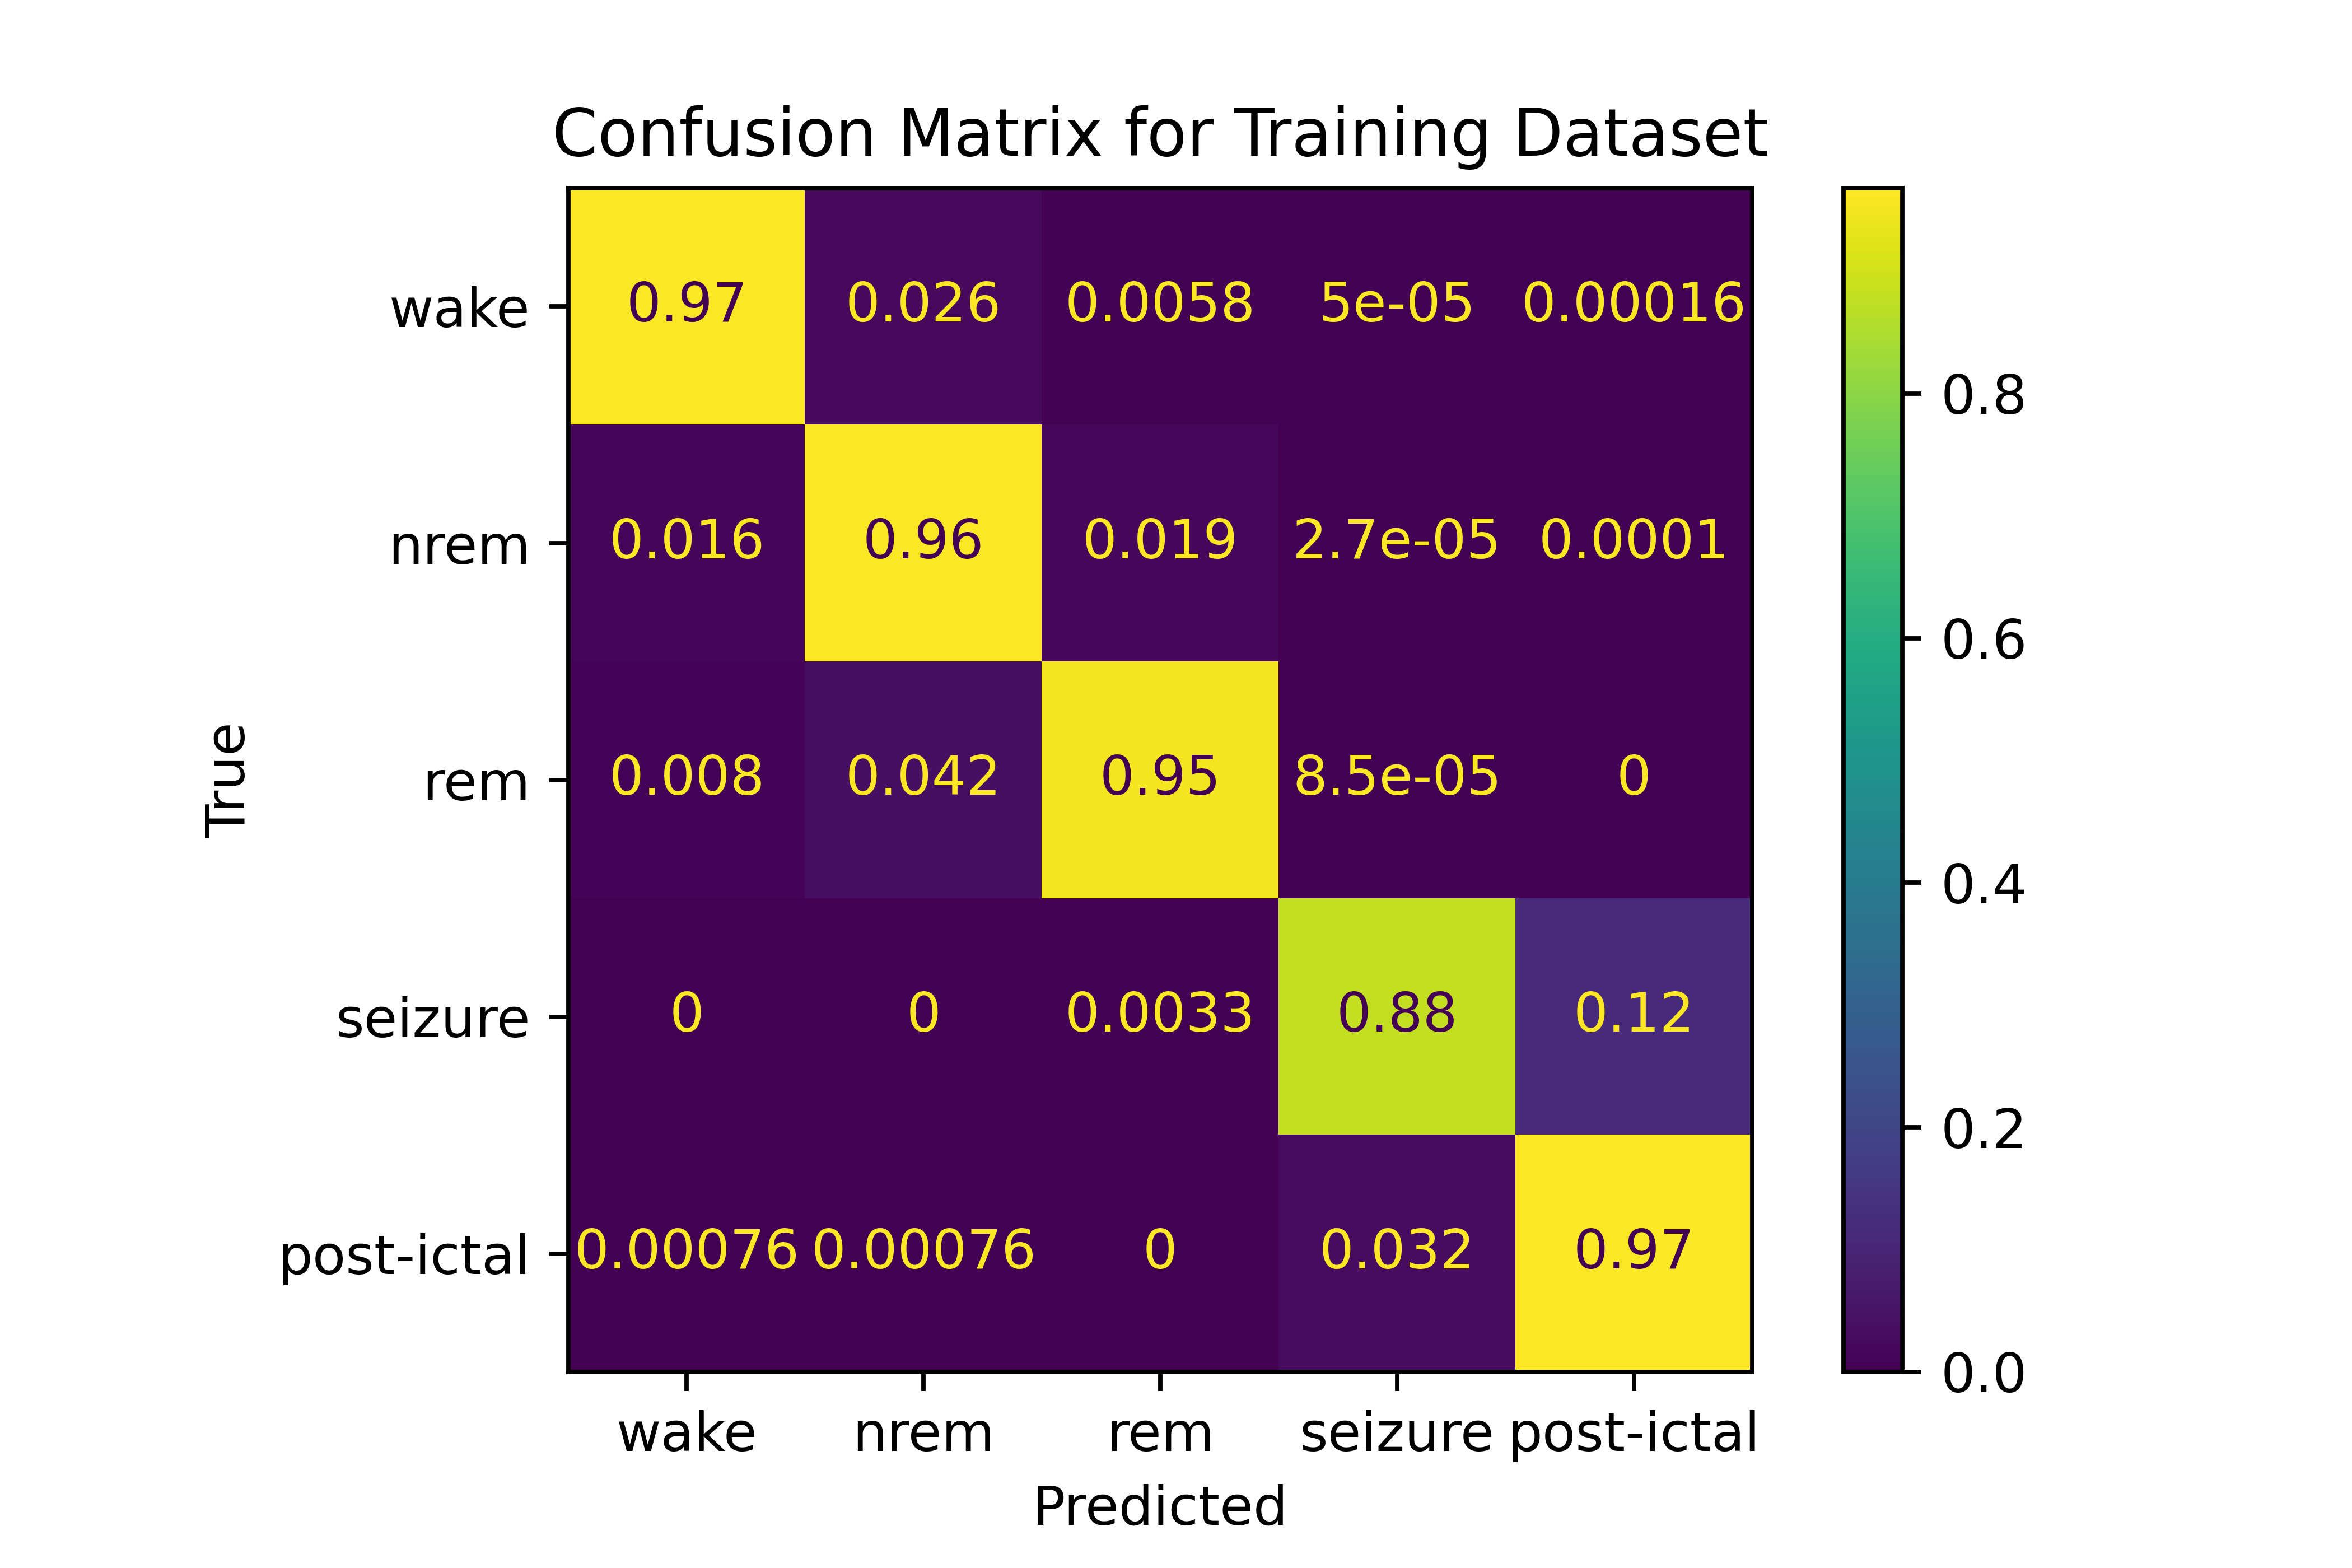 Confusion Matrix for Training Dataset
wake 0.97 0.026 0.0058 5e-05 0.00016
nrem 0.016 0.96 0.019 2.7e-05 0.0001
rem 0.008 0.042 0.95 8.5e-05 0
seizure 0 0 0.0033 0.88 0.12
post-ictal 0.00076 0.00076 0 0.032 0.97
True
wake nrem rem seizure post-ictal
Predicted
0.8
0.6
0.4
0.2
0.0